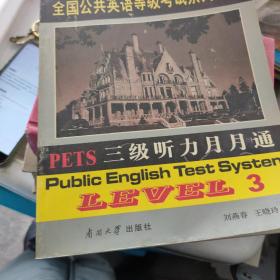 全国公共英语等级考试系
PETS 三级听力月月通
Public English Test System
LEVEL 3
刘燕春 王晓玲
南开大学出版社